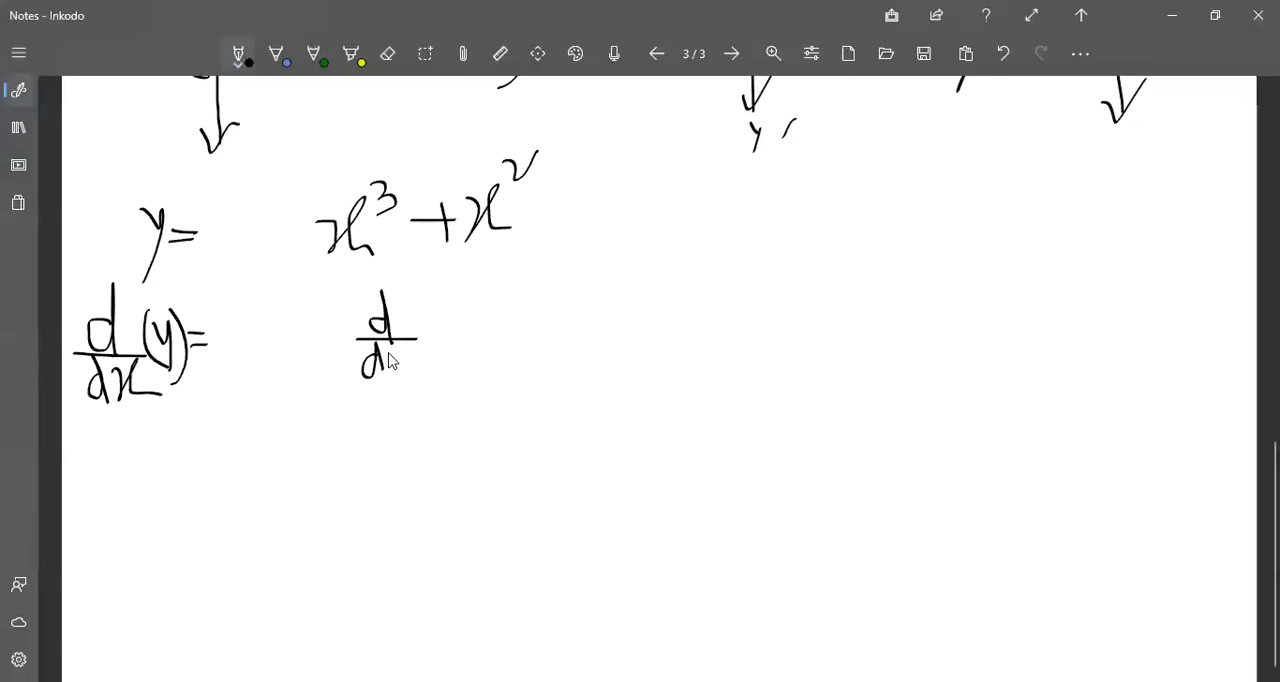 Notes - Inkodo
3 / 3
y
y = x³ + x²
d/dx (y) = d/d